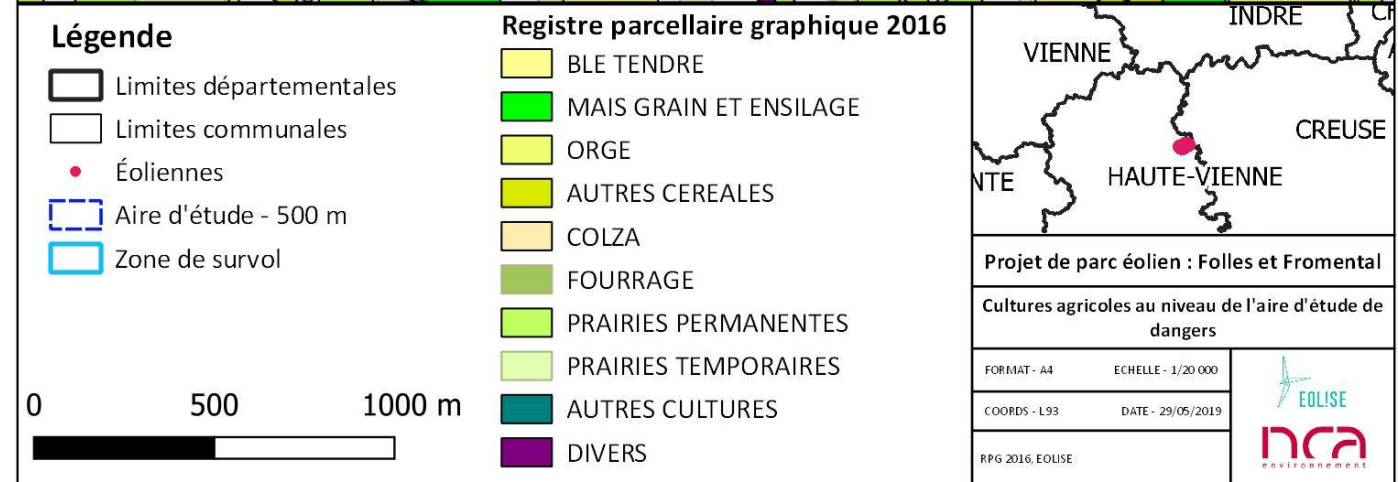 Légende
Limites départementales
Limites communales
Éoliennes
Aire d'étude - 500 m
Zone de survol
0 500 1000 m
Registre parcellaire graphique 2016
BLE TENDRE
MAIS GRAIN ET ENSILAGE
ORGE
AUTRES CEREALES
COLZA
FOURRAGE
PRAIRIES PERMANENTES
PRAIRIES TEMPORAIRES
AUTRES CULTURES
DIVERS
INDRE
VIENNE
CREUSE
NTE
HAUTE-VIENNE
Projet de parc éolien : Folles et Fromental
Cultures agricoles au niveau de l'aire d'étude de
dangers
FORMAT - A4 ECHELLE - 1/20 000
COORDS - L93 DATE - 29/05/2019
RPG 2016, EOLISE
EOL!SE
nca
environnement